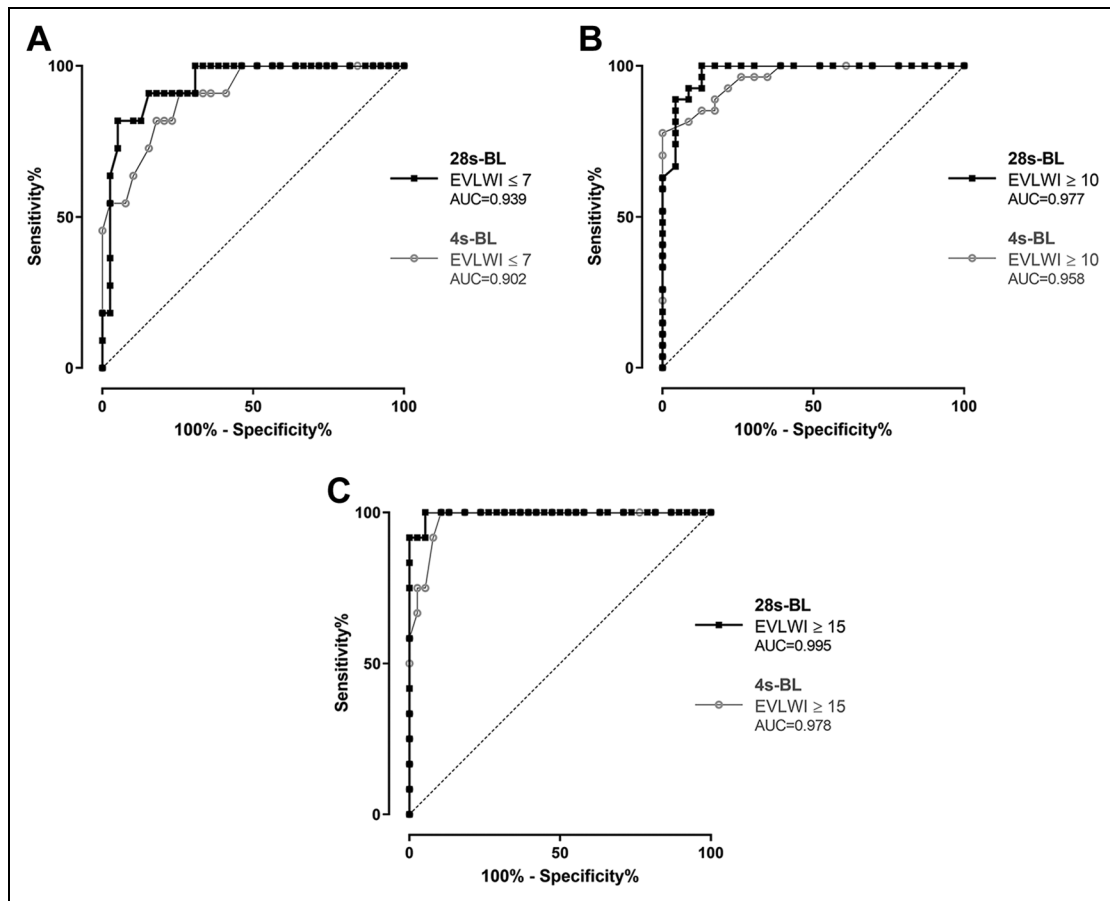 A
100
50
0
Sensitivity%
0
50
100
100% - Specificity%
28s-BL
EVLWI ≤ 7
AUC=0.939
4s-BL
EVLWI ≤ 7
AUC=0.902
B
100
50
0
Sensitivity%
0
50
100
100% - Specificity%
28s-BL
EVLWI ≥ 10
AUC=0.977
4s-BL
EVLWI ≥ 10
AUC=0.958
C
100
50
0
Sensitivity%
0
50
100
100% - Specificity%
28s-BL
EVLWI ≥ 15
AUC=0.995
4s-BL
EVLWI ≥ 15
AUC=0.978